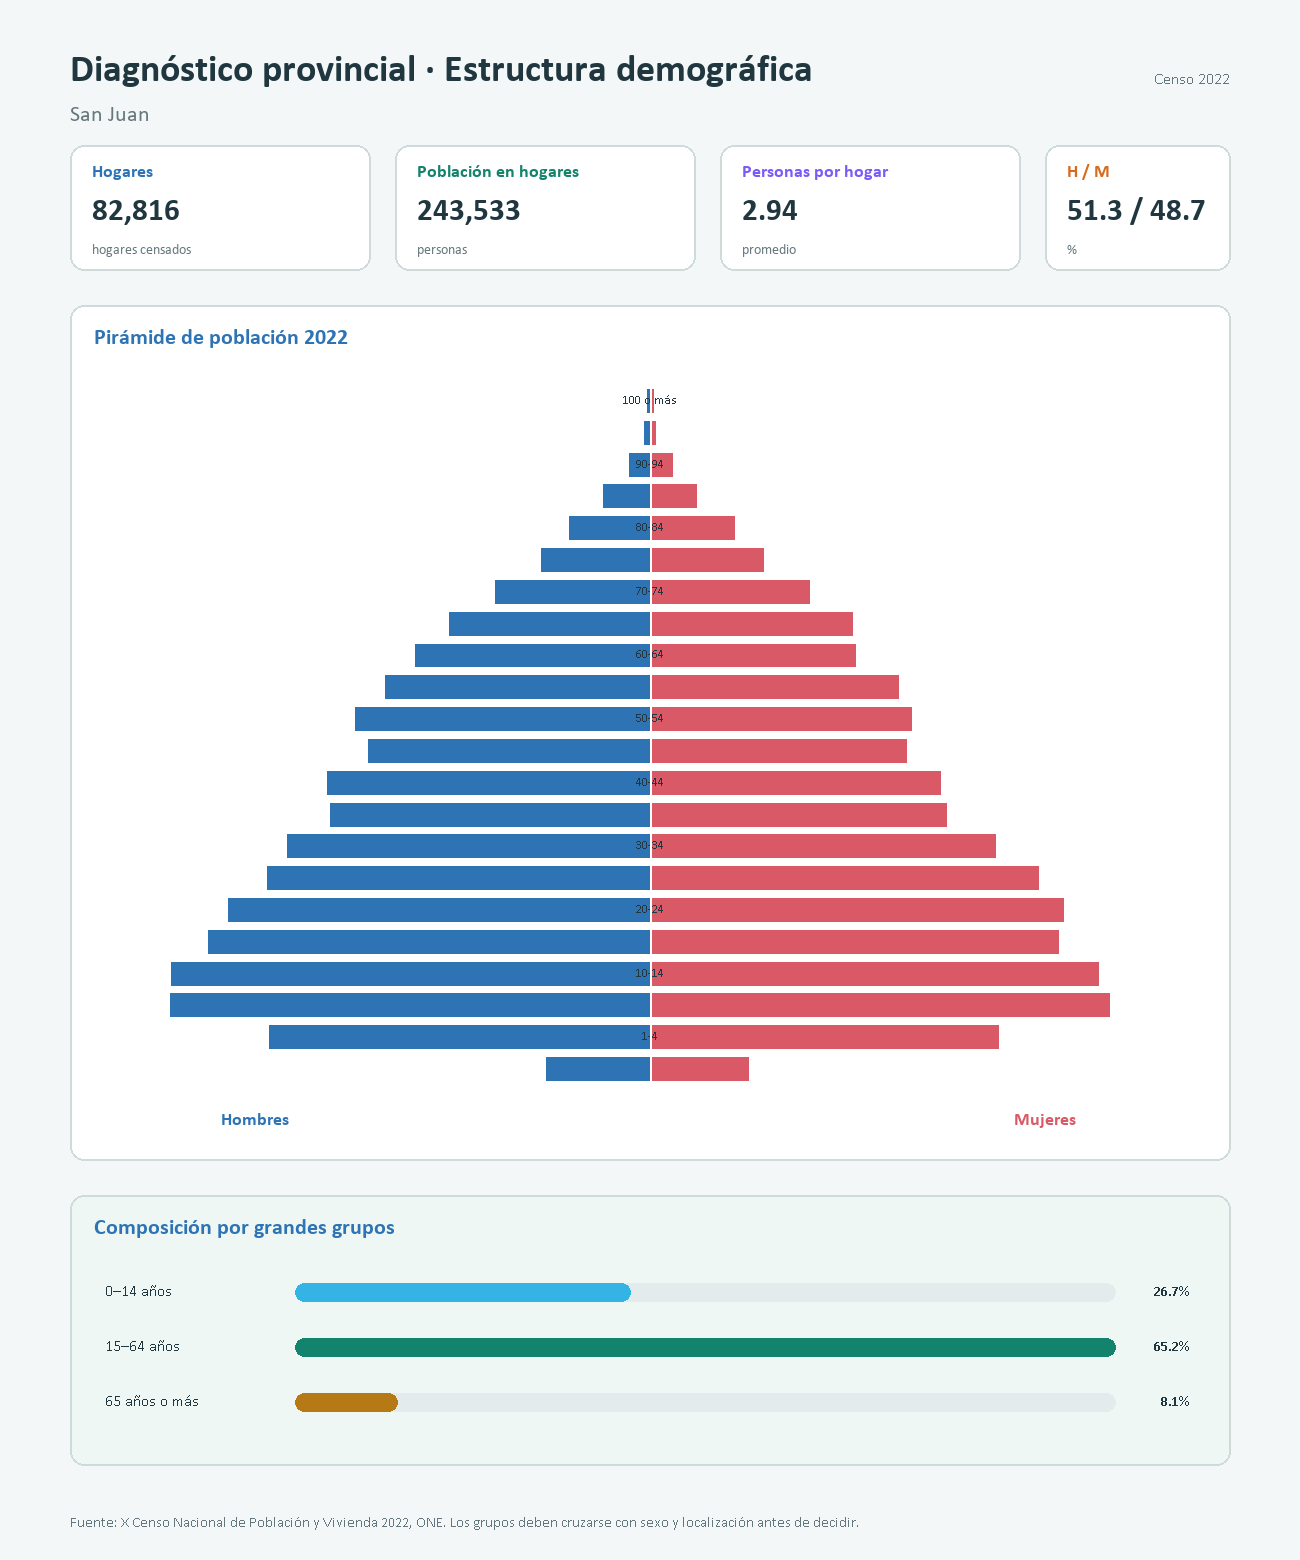 Diagnóstico provincial · Estructura demográfica
Censo 2022
San Juan
Hogares
82,816
hogares censados
Población en hogares
243,533
personas
Personas por hogar
2.94
promedio
H / M
51.3 / 48.7
%
Pirámide de población 2022
100 o más
90-94
80-84
70-74
60-64
50-54
40-44
30-34
20-24
10-14
1-4
Hombres
Mujeres
Composición por grandes grupos
0–14 años
26.7%
15–64 años
65.2%
65 años o más
8.1%
Fuente: X Censo Nacional de Población y Vivienda 2022, ONE. Los grupos deben cruzarse con sexo y localización antes de decidir.